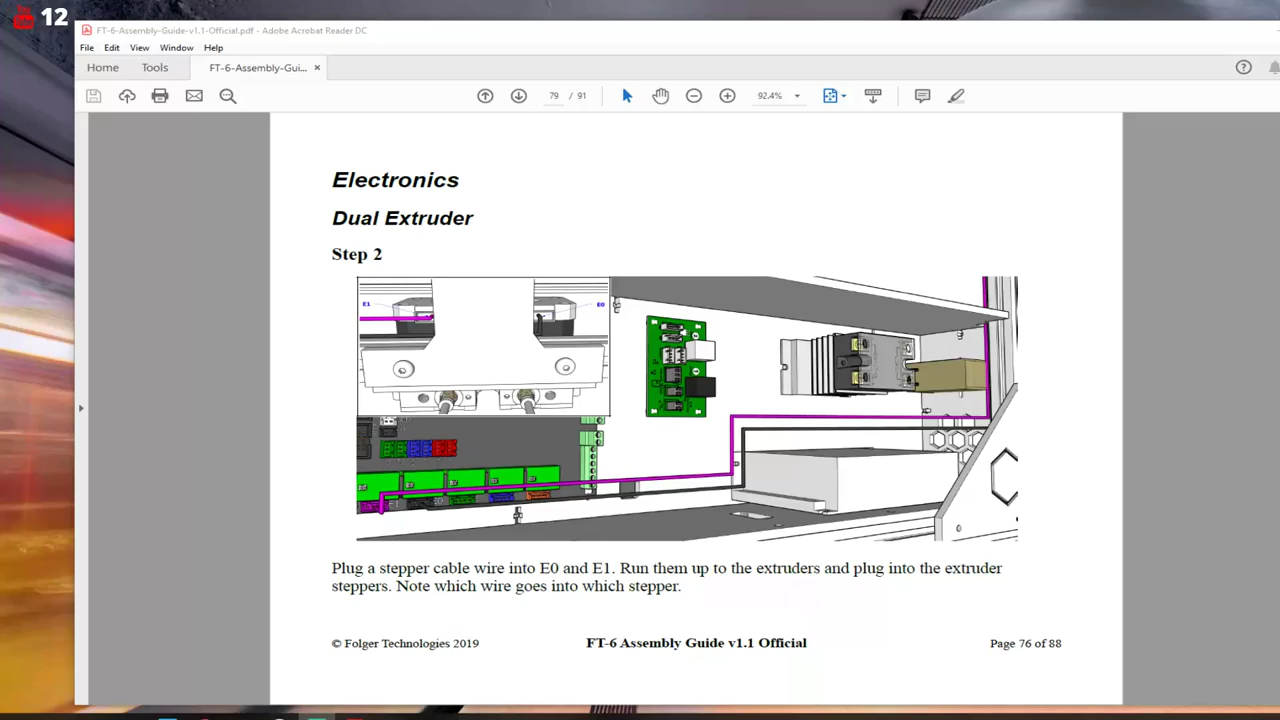 12
FT-6-Assembly-Guide-v1.1-Official.pdf - Adobe Acrobat Reader DC
File Edit View Window Help
Home Tools FT-6-Assembly-Gui... ×
79 / 91 92.4%
Electronics
Dual Extruder
Step 2
E1 E0
Plug a stepper cable wire into E0 and E1. Run them up to the extruders and plug into the extruder
steppers. Note which wire goes into which stepper.
© Folger Technologies 2019 FT-6 Assembly Guide v1.1 Official Page 76 of 88